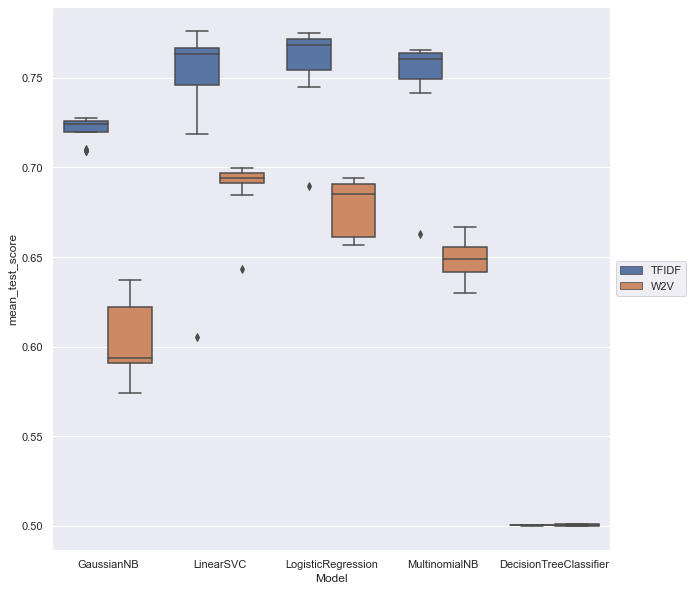 mean_test_score
0.75
0.70
0.65
0.60
0.55
0.50
GaussianNB
LinearSVC
LogisticRegression
MultinomialNB
DecisionTreeClassifier
Model
TFIDF
W2V